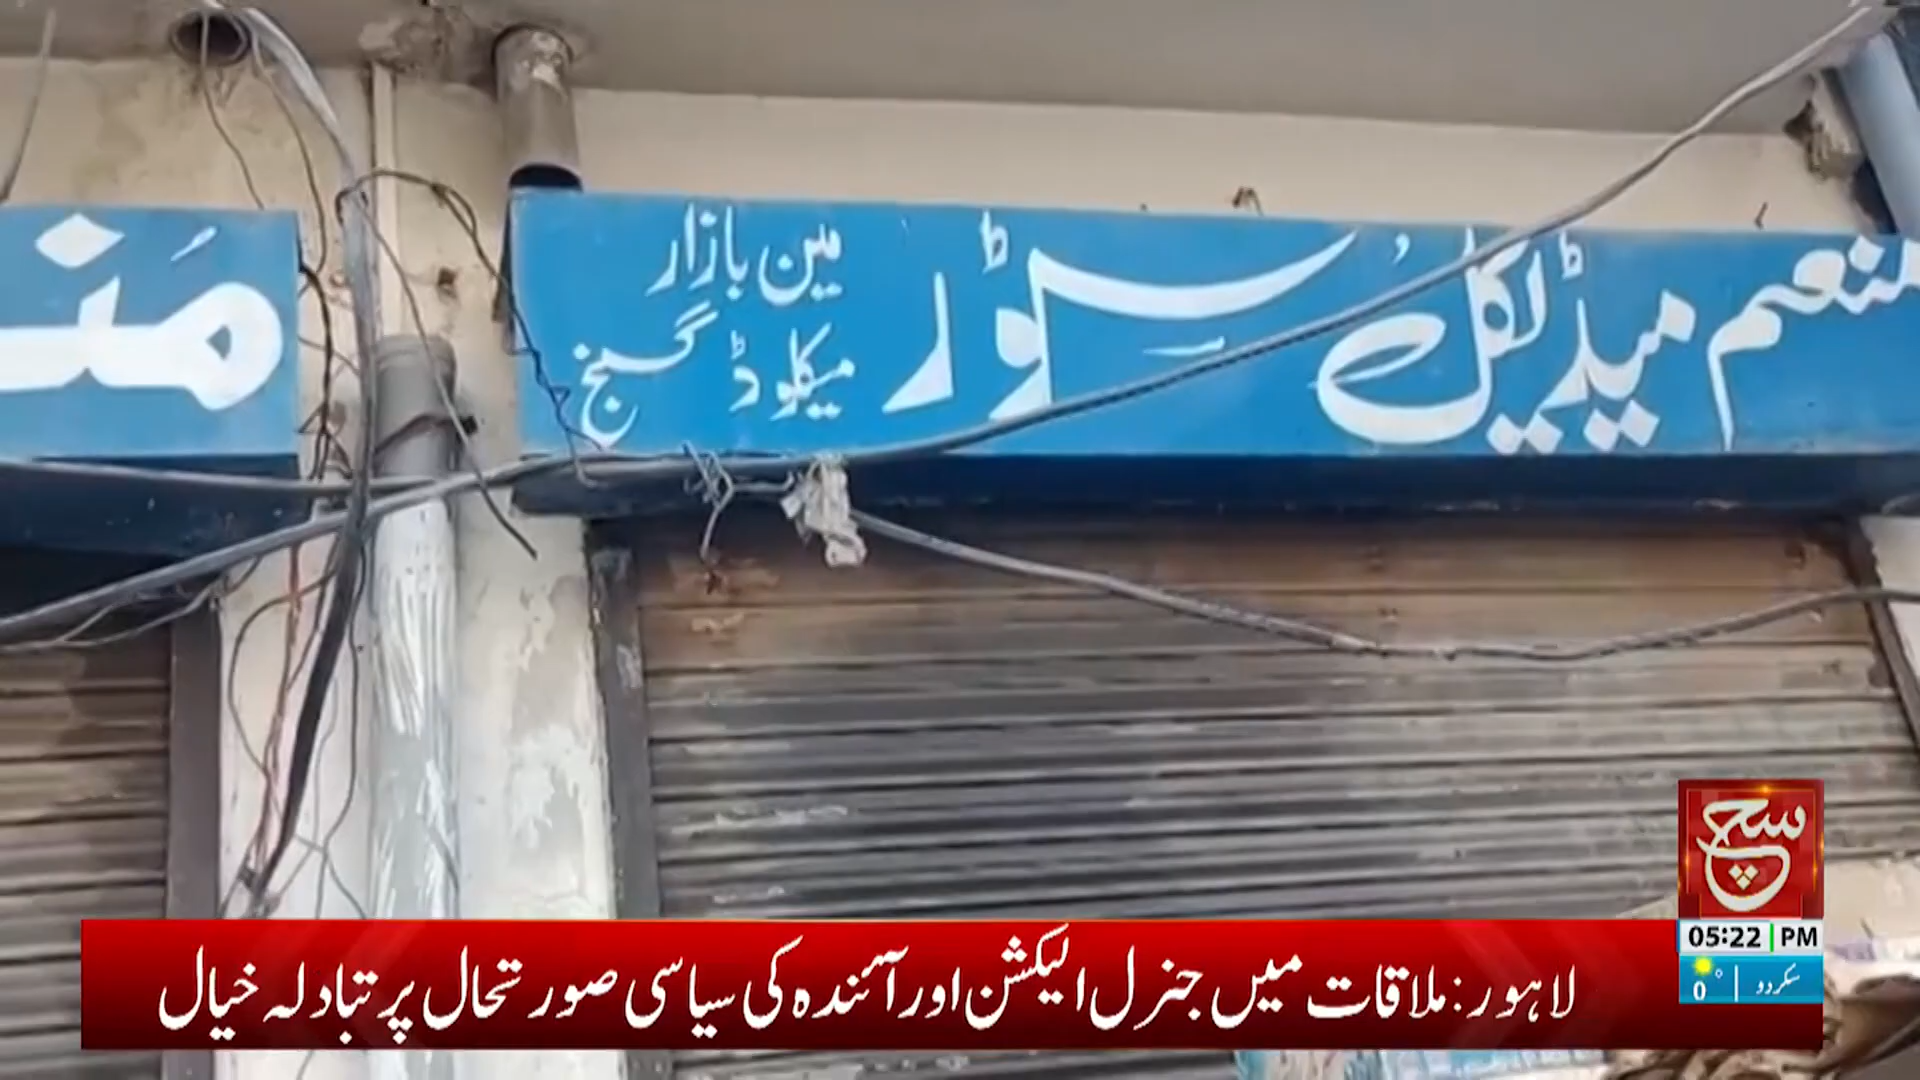 منعم میڈیکل سٹور
مین بازار
میکلوڈ گنج
مُنـ
سچ
05:22 PM
سکردو
0°
لاہور: ملاقات میں جنرل الیکشن اور آئندہ کی سیاسی صورتحال پر تبادلہ خیال